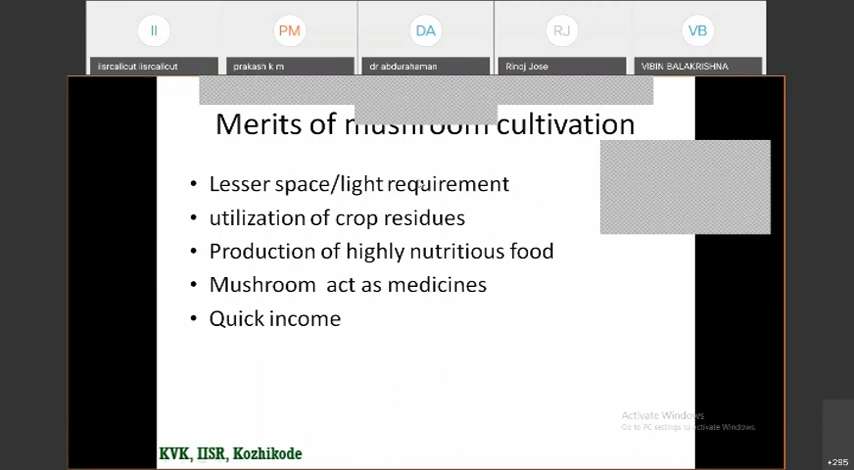 II PM DA RJ VB
iisrcalicut iisrcalicut prakash k m dr abdurahaman Rinoj Jose VIBIN BALAKRISHNA
Merits of mushroom cultivation
• Lesser space/light requirement
• utilization of crop residues
• Production of highly nutritious food
• Mushroom act as medicines
• Quick income
Activate Windows
Go to PC settings to activate Windows.
KVK, IISR, Kozhikode
+295